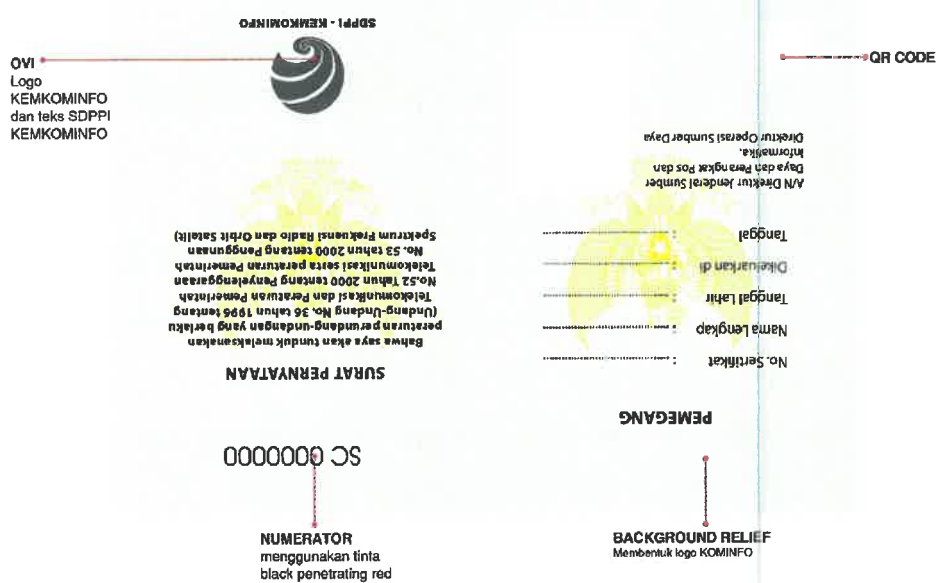 OVI
Logo
KEMKOMINFO
dan teks SDPPI
KEMKOMINFO
QR CODE
SDPPI - KEMKOMINFO
SC 0000000
SURAT PERNYATAAN
Bahwa saya akan tunduk melaksanakan
peraturan perundang-undangan yang berlaku
(Undang-Undang No. 36 tahun 1996 tentang
Telekomunikasi dan Peraturan Pemerintah
No.52 Tahun 2000 tentang Penyelenggaraan
Telekomunikasi serta peraturan Pemerintah
No. 53 tahun 2000 tentang Penggunaan
Spektrum Frekuensi Radio dan Orbit Satelit)
PEMEGANG
No. Sertifikat :
Nama Lengkap :
Tanggal Lahir :
Dikeluarkan di :
Tanggal :
A/N Direktur Jenderal Sumber
Daya dan Perangkat Pos dan
Informatika.
Direktur Operasi Sumber Daya
NUMERATOR
menggunakan tinta
black penetrating red
BACKGROUND RELIEF
Membentuk logo KOMINFO